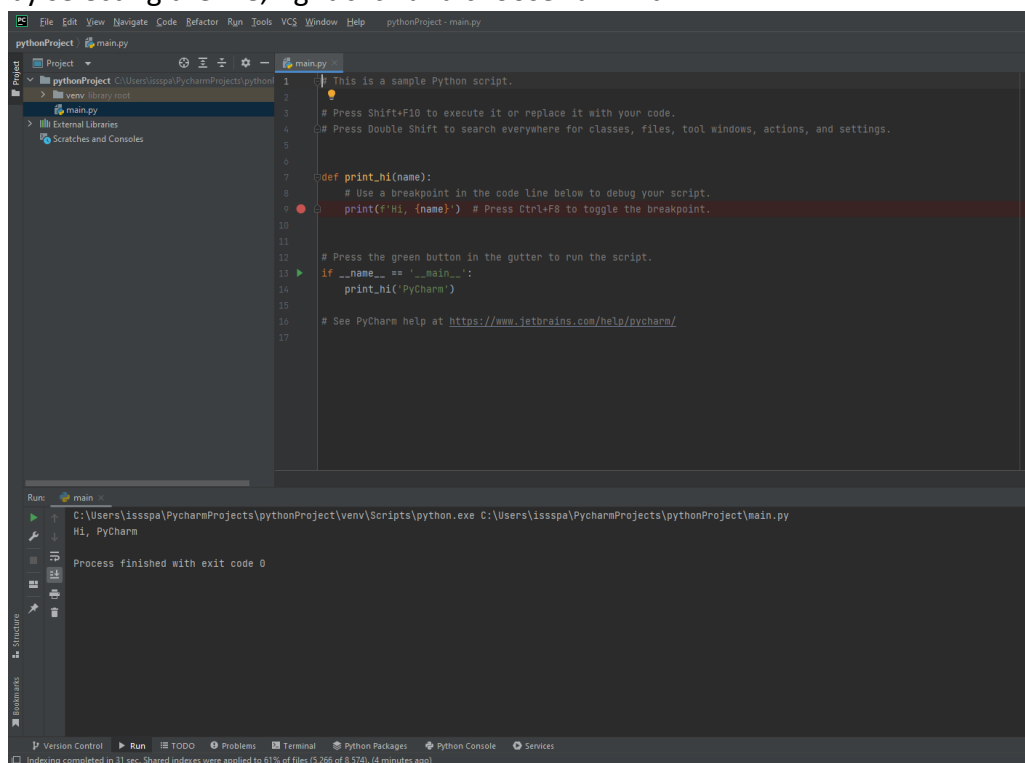 File Edit View Navigate Code Refactor Run Tools VCS Window Help pythonProject - main.py
pythonProject main.py
Project main.py
pythonProject C:\Users\issspa\PycharmProjects\python
venv library root
main.py
External Libraries
Scratches and Consoles
1 # This is a sample Python script.
2
3 # Press Shift+F10 to execute it or replace it with your code.
4 # Press Double Shift to search everywhere for classes, files, tool windows, actions, and settings.
5
6
7 def print_hi(name):
8 # Use a breakpoint in the code line below to debug your script.
9 print(f'Hi, {name}') # Press Ctrl+F8 to toggle the breakpoint.
10
11
12 # Press the green button in the gutter to run the script.
13 if __name__ == '__main__':
14 print_hi('PyCharm')
15
16 # See PyCharm help at https://www.jetbrains.com/help/pycharm/
17
Project
Run: main
C:\Users\issspa\PycharmProjects\pythonProject\venv\Scripts\python.exe C:\Users\issspa\PycharmProjects\pythonProject\main.py
Hi, PyCharm
Process finished with exit code 0
Structure
Bookmarks
Version Control Run TODO Problems Terminal Python Packages Python Console Services
Indexing completed in 31 sec. Shared indexes were applied to 61% of files (5 266 of 8 574). (4 minutes ago)